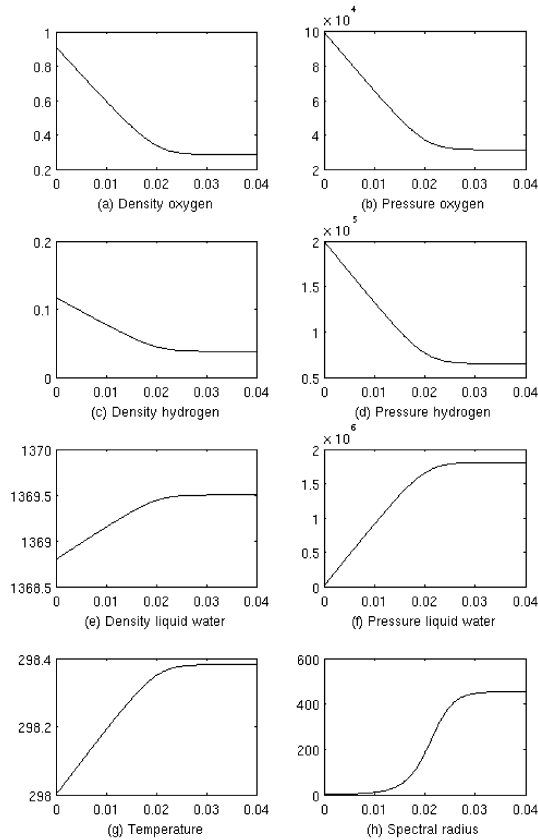 1
0.8
0.6
0.4
0.2
0 0.01 0.02 0.03 0.04
(a) Density oxygen
× 10^4
10
8
6
4
2
0 0.01 0.02 0.03 0.04
(b) Pressure oxygen
0.2
0.1
0
0 0.01 0.02 0.03 0.04
(c) Density hydrogen
× 10^5
2
1.5
1
0.5
0 0.01 0.02 0.03 0.04
(d) Pressure hydrogen
1370
1369.5
1369
1368.5
0 0.01 0.02 0.03 0.04
(e) Density liquid water
× 10^6
2
1.5
1
0.5
0
0 0.01 0.02 0.03 0.04
(f) Pressure liquid water
298.4
298.2
298
0 0.01 0.02 0.03 0.04
(g) Temperature
600
400
200
0
0 0.01 0.02 0.03 0.04
(h) Spectral radius